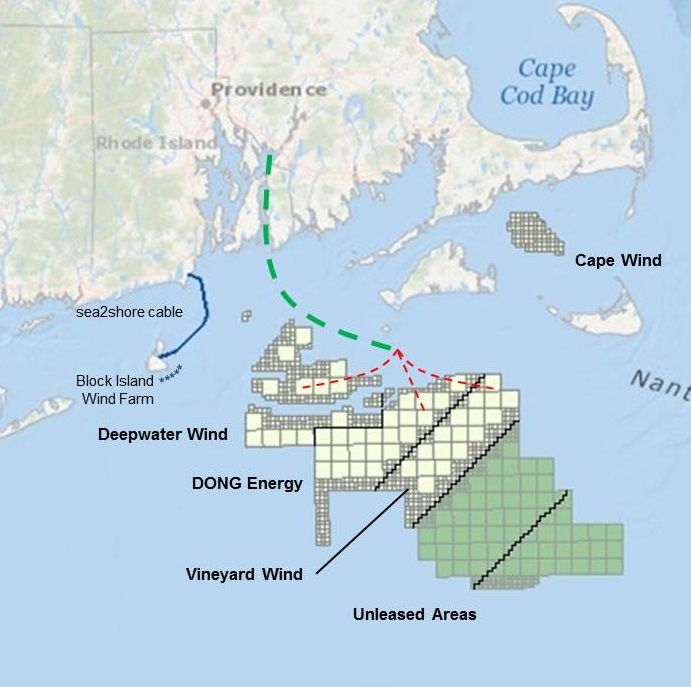 Cape
Cod Bay
Providence
Rhode Island
Cape Wind
sea2shore cable
Nant
Block Island
Wind Farm
Deepwater Wind
DONG Energy
Vineyard Wind
Unleased Areas